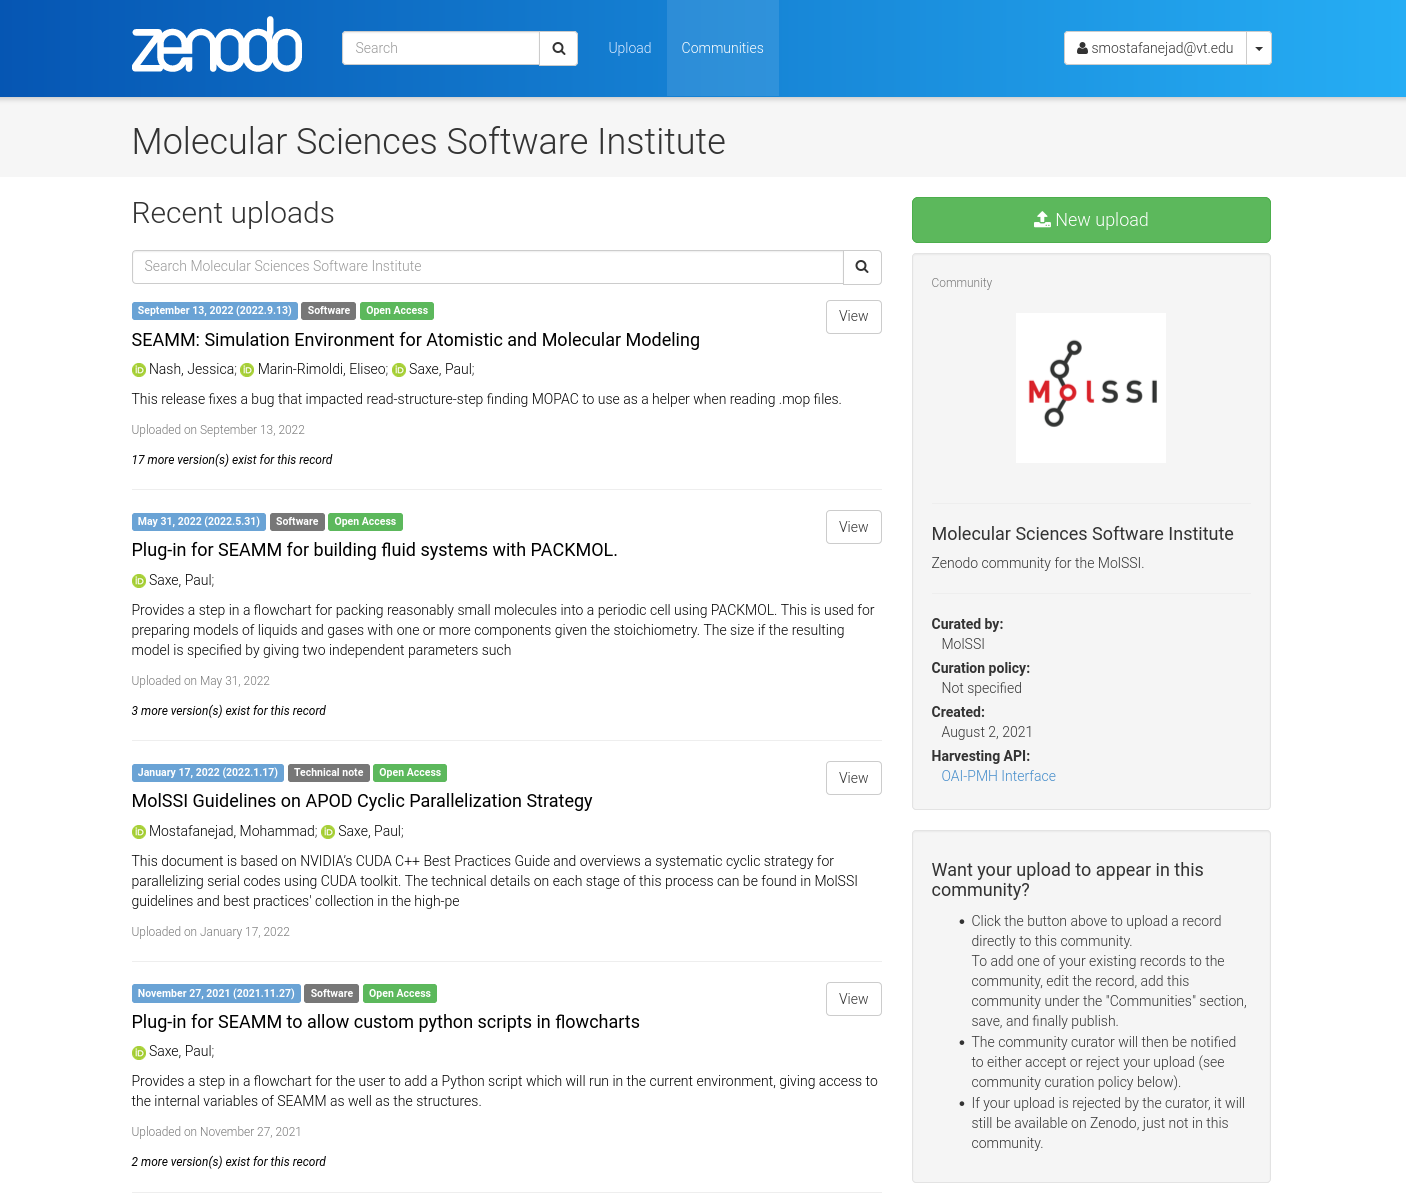 zenodo
Search
Upload
Communities
smostafanejad@vt.edu
Molecular Sciences Software Institute
Recent uploads
Search Molecular Sciences Software Institute
September 13, 2022 (2022.9.13) Software Open Access
View
SEAMM: Simulation Environment for Atomistic and Molecular Modeling
Nash, Jessica; Marin-Rimoldi, Eliseo; Saxe, Paul;
This release fixes a bug that impacted read-structure-step finding MOPAC to use as a helper when reading .mop files.
Uploaded on September 13, 2022
17 more version(s) exist for this record
May 31, 2022 (2022.5.31) Software Open Access
View
Plug-in for SEAMM for building fluid systems with PACKMOL.
Saxe, Paul;
Provides a step in a flowchart for packing reasonably small molecules into a periodic cell using PACKMOL. This is used for
preparing models of liquids and gases with one or more components given the stoichiometry. The size if the resulting
model is specified by giving two independent parameters such
Uploaded on May 31, 2022
3 more version(s) exist for this record
January 17, 2022 (2022.1.17) Technical note Open Access
View
MolSSI Guidelines on APOD Cyclic Parallelization Strategy
Mostafanejad, Mohammad; Saxe, Paul;
This document is based on NVIDIA's CUDA C++ Best Practices Guide and overviews a systematic cyclic strategy for
parallelizing serial codes using CUDA toolkit. The technical details on each stage of this process can be found in MolSSI
guidelines and best practices' collection in the high-pe
Uploaded on January 17, 2022
November 27, 2021 (2021.11.27) Software Open Access
View
Plug-in for SEAMM to allow custom python scripts in flowcharts
Saxe, Paul;
Provides a step in a flowchart for the user to add a Python script which will run in the current environment, giving access to
the internal variables of SEAMM as well as the structures.
Uploaded on November 27, 2021
2 more version(s) exist for this record
New upload
Community
MolSSI
Molecular Sciences Software Institute
Zenodo community for the MolSSI.
Curated by:
MolSSI
Curation policy:
Not specified
Created:
August 2, 2021
Harvesting API:
OAI-PMH Interface
Want your upload to appear in this
community?
• Click the button above to upload a record
directly to this community.
To add one of your existing records to the
community, edit the record, add this
community under the "Communities" section,
save, and finally publish.
• The community curator will then be notified
to either accept or reject your upload (see
community curation policy below).
• If your upload is rejected by the curator, it will
still be available on Zenodo, just not in this
community.